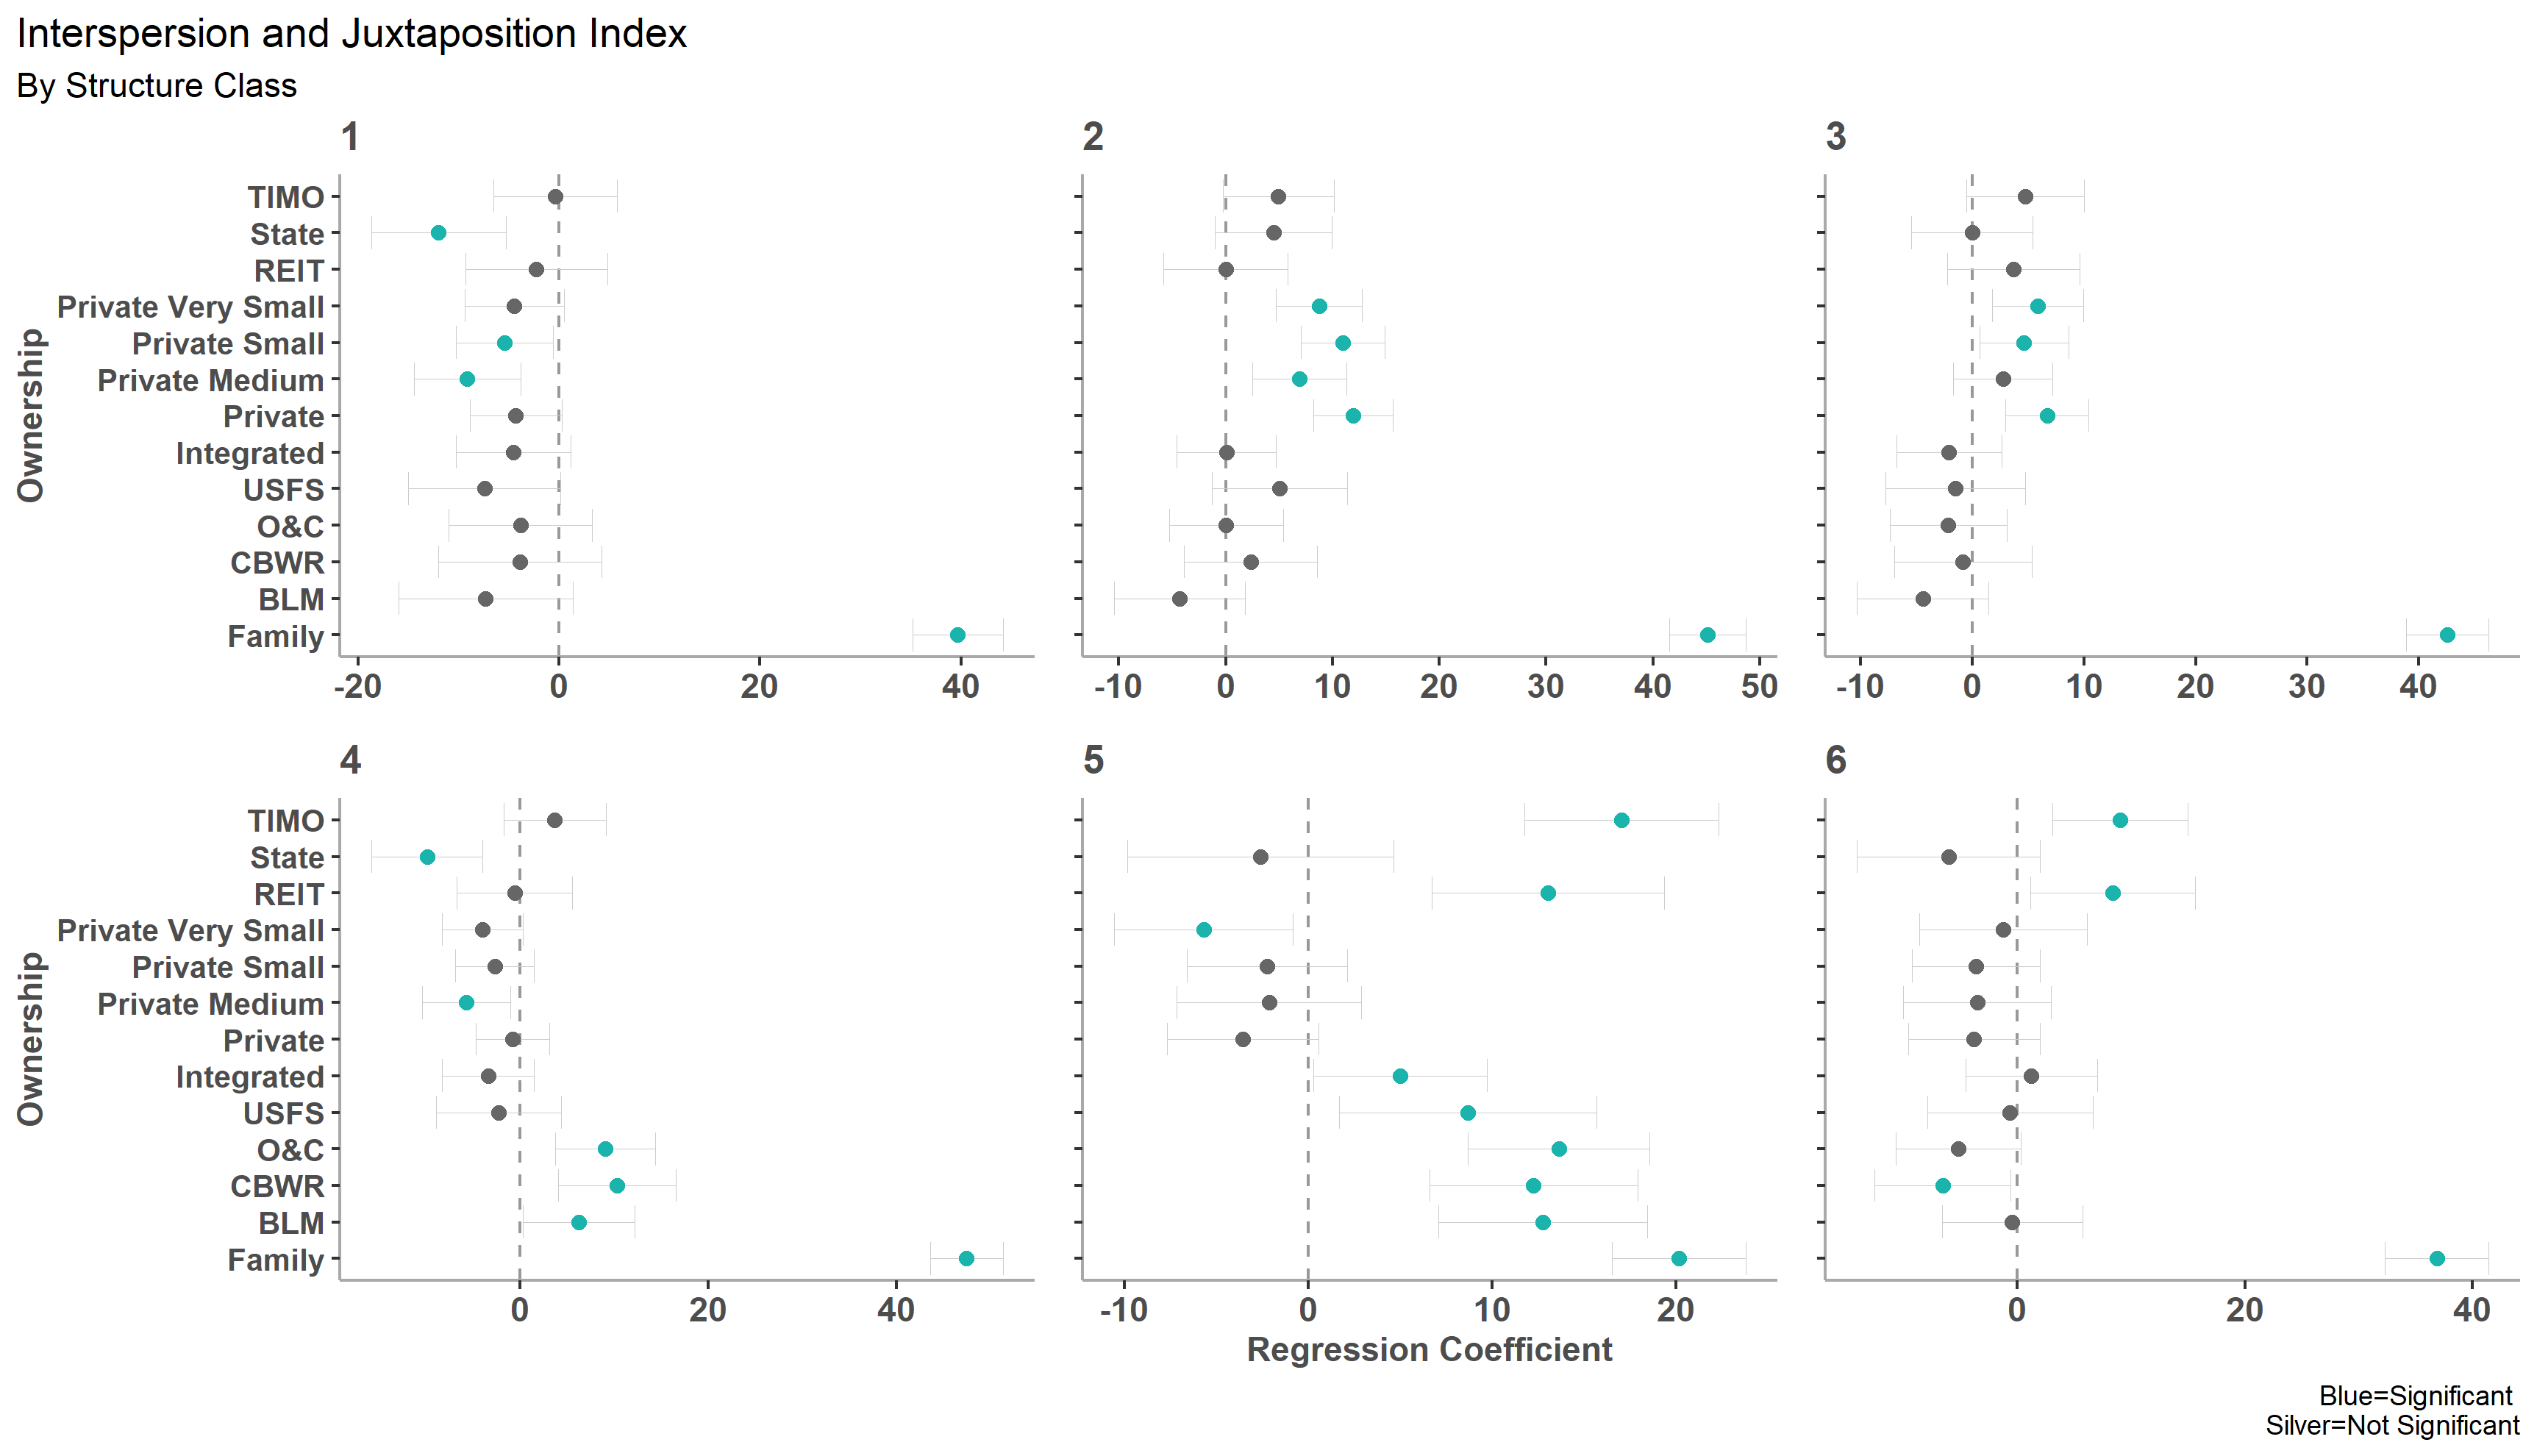 Interspersion and Juxtaposition Index
By Structure Class
1
2
3
Ownership
TIMO
State
REIT
Private Very Small
Private Small
Private Medium
Private
Integrated
USFS
O&C
CBWR
BLM
Family
-20 0 20 40
-10 0 10 20 30 40 50
-10 0 10 20 30 40
4
5
6
Ownership
TIMO
State
REIT
Private Very Small
Private Small
Private Medium
Private
Integrated
USFS
O&C
CBWR
BLM
Family
0 20 40
-10 0 10 20
0 20 40
Regression Coefficient
Blue=Significant
Silver=Not Significant